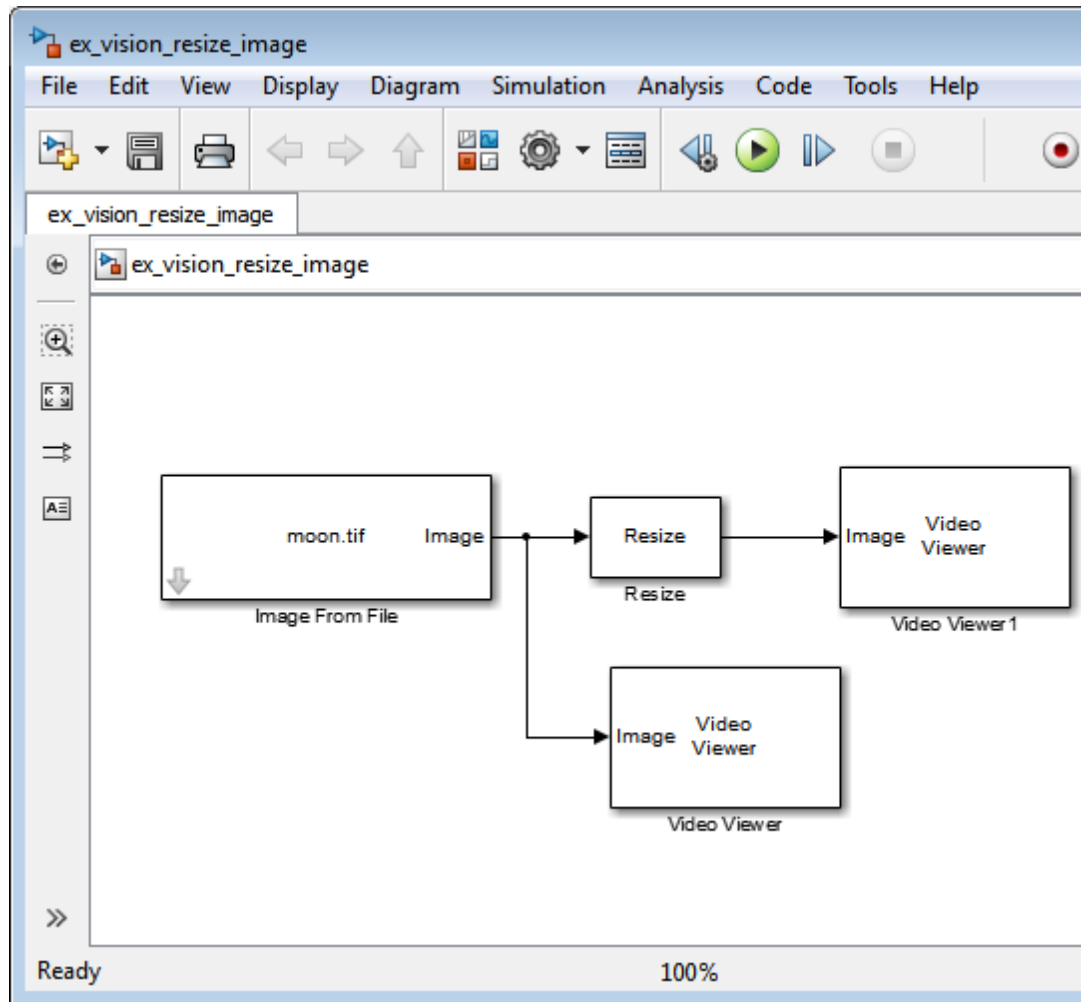 ex_vision_resize_image
File Edit View Display Diagram Simulation Analysis Code Tools Help
ex_vision_resize_image
ex_vision_resize_image
moon.tif Image
Image From File
Resize
Resize
Image Video
Viewer
Video Viewer1
Image Video
Viewer
Video Viewer
Ready 100%